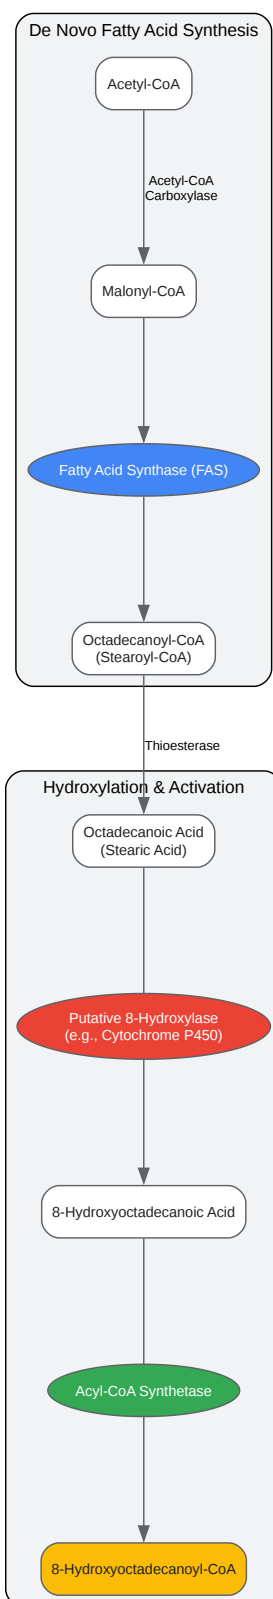 De Novo Fatty Acid Synthesis
Acetyl-CoA
Acetyl-CoA
Carboxylase
Malonyl-CoA
Fatty Acid Synthase (FAS)
Octadecanoyl-CoA
(Stearoyl-CoA)
Thioesterase
Hydroxylation & Activation
Octadecanoic Acid
(Stearic Acid)
Putative 8-Hydroxylase
(e.g., Cytochrome P450)
8-Hydroxyoctadecanoic Acid
Acyl-CoA Synthetase
8-Hydroxyoctadecanoyl-CoA